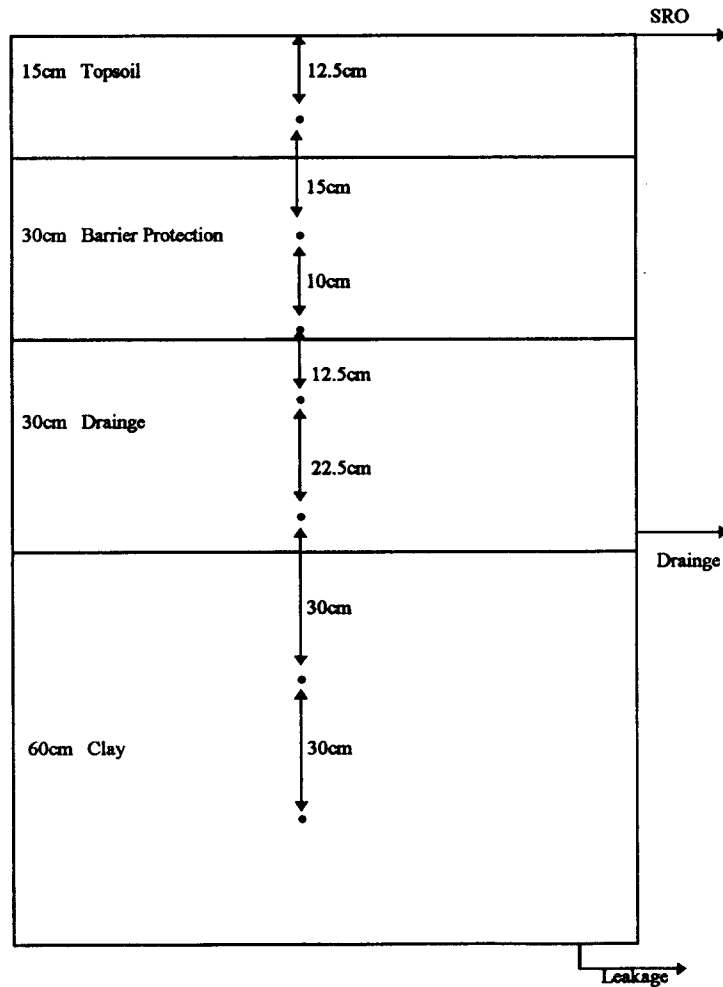 SRO
15cm Topsoil
12.5cm
15cm
30cm Barrier Protection
10cm
12.5cm
30cm Drainge
22.5cm
Drainge
30cm
60cm Clay
30cm
Leakage